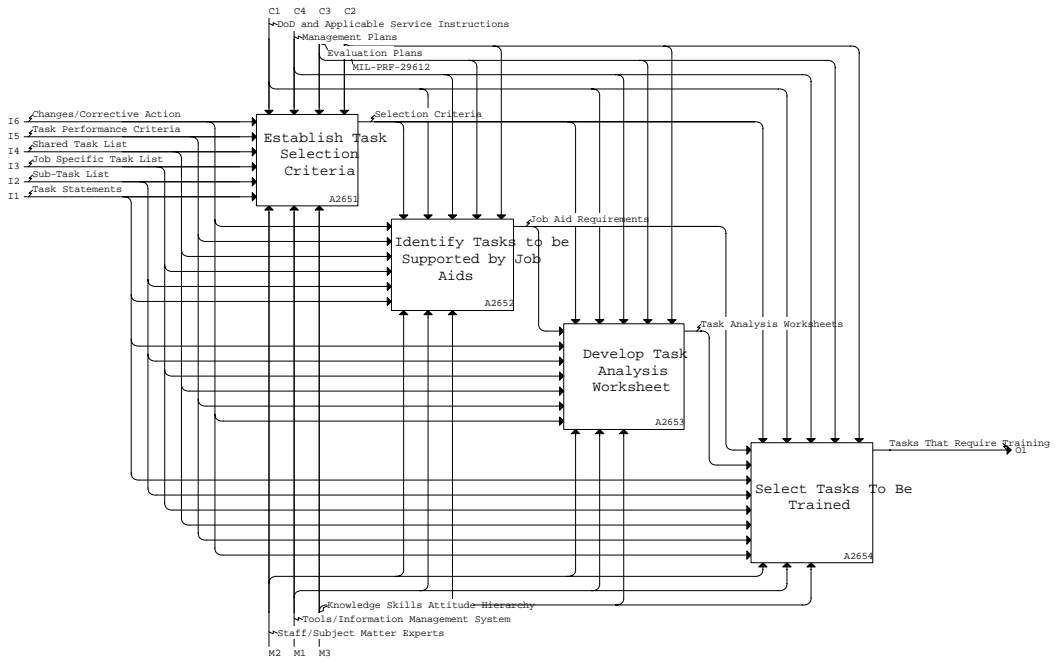 C1 C4 C3 C2
DoD and Applicable Service Instructions
Management Plans
Evaluation Plans
MIL-PRF-29612
I6 Changes/Corrective Action
I5 Task Performance Criteria
I4 Shared Task List
I3 Job Specific Task List
I2 Sub-Task List
I1 Task Statements
Selection Criteria
Establish Task
Selection
Criteria
A2651
Job Aid Requirements
Identify Tasks to be
Supported by Job
Aids
A2652
Task Analysis Worksheets
Develop Task
Analysis
Worksheet
A2653
Tasks That Require Training
O1
Select Tasks To Be
Trained
A2654
Knowledge Skills Attitude Hierarchy
Tools/Information Management System
Staff/Subject Matter Experts
M2 M1 M3